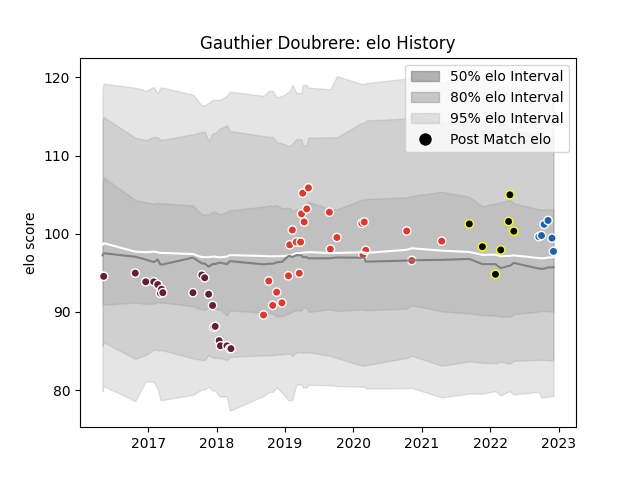 Gauthier Doubrere: elo History
50% elo Interval
80% elo Interval
95% elo Interval
Post Match elo
elo score
120
110
100
90
80
2017 2018 2019 2020 2021 2022 2023